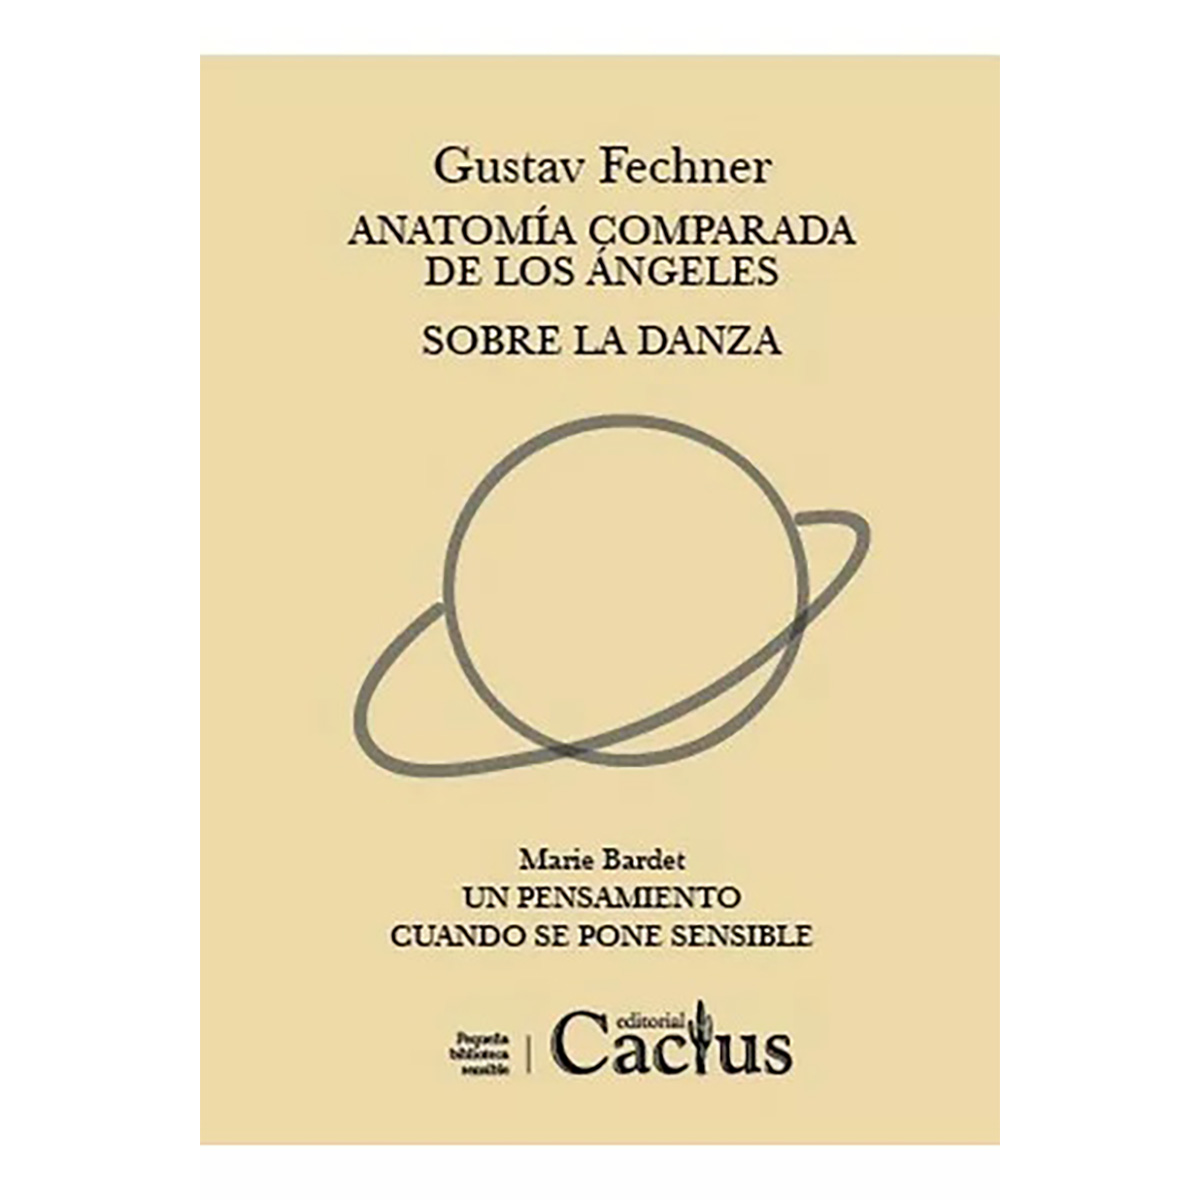 Gustav Fechner
ANATOMÍA COMPARADA
DE LOS ÁNGELES
SOBRE LA DANZA
Marie Bardet
UN PENSAMIENTO
CUANDO SE PONE SENSIBLE
Pequeña
biblioteca
sensible
editorial
Cactus